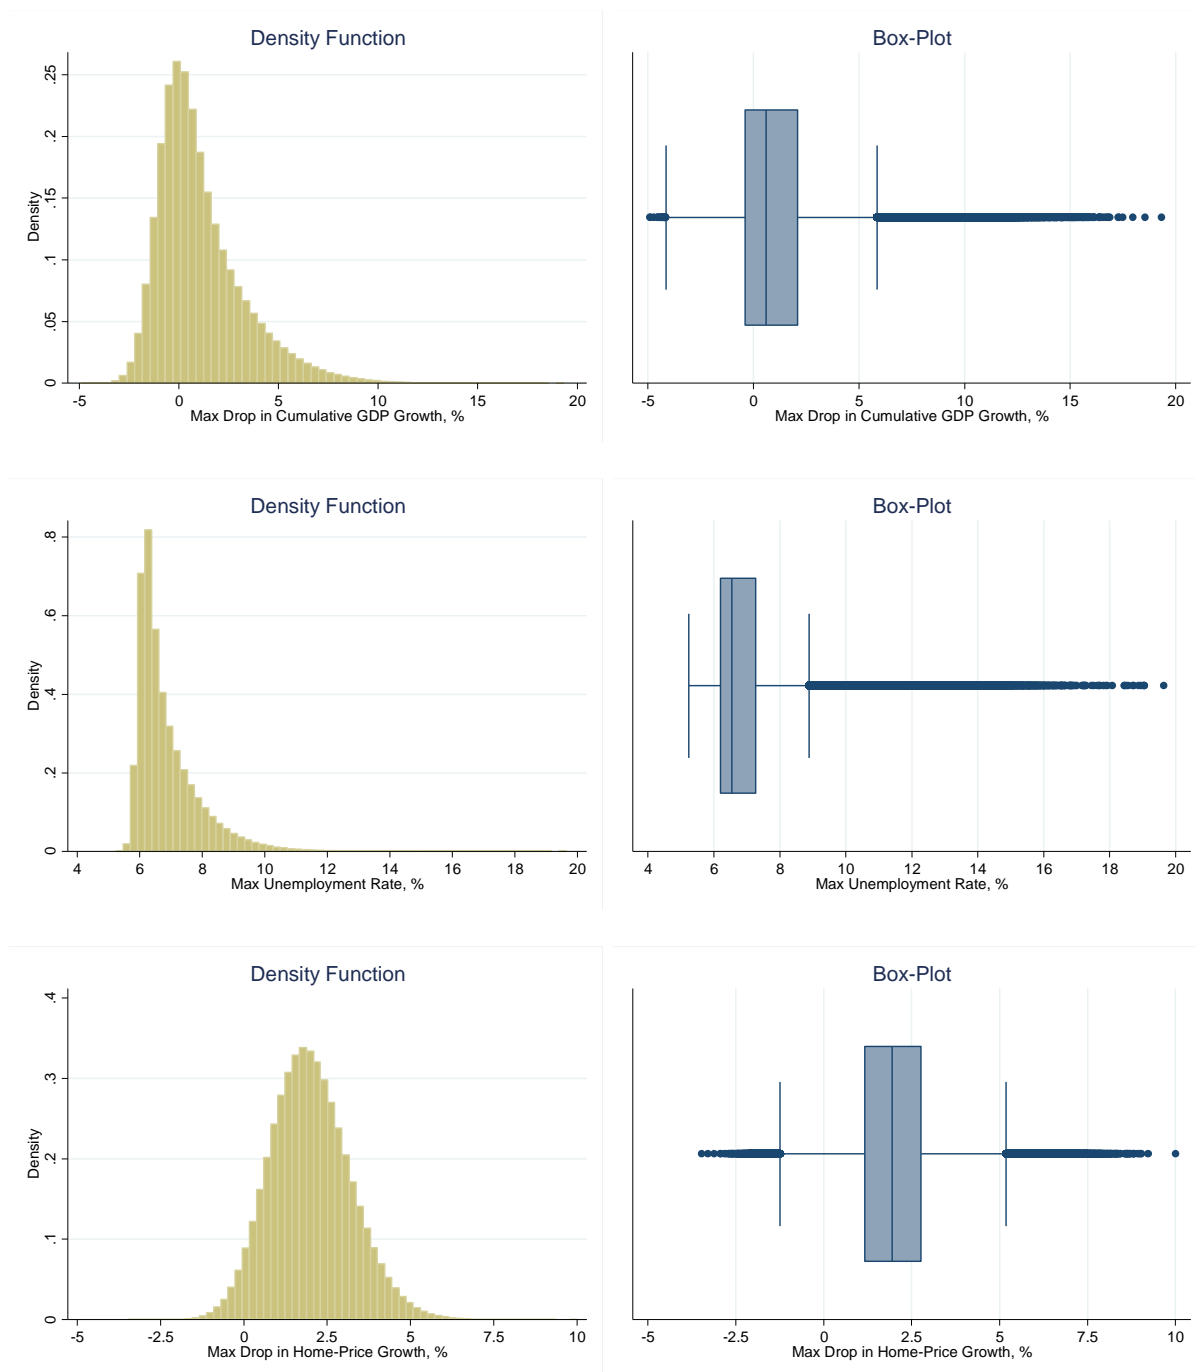 Density Function
Density
0
.05
.1
.15
.2
.25
-5 0 5 10 15 20
Max Drop in Cumulative GDP Growth, %
Box-Plot
-5 0 5 10 15 20
Max Drop in Cumulative GDP Growth, %
Density Function
Density
0
.2
.4
.6
.8
4 6 8 10 12 14 16 18 20
Max Unemployment Rate, %
Box-Plot
4 6 8 10 12 14 16 18 20
Max Unemployment Rate, %
Density Function
Density
0
.1
.2
.3
.4
-5 -2.5 0 2.5 5 7.5 10
Max Drop in Home-Price Growth, %
Box-Plot
-5 -2.5 0 2.5 5 7.5 10
Max Drop in Home-Price Growth, %